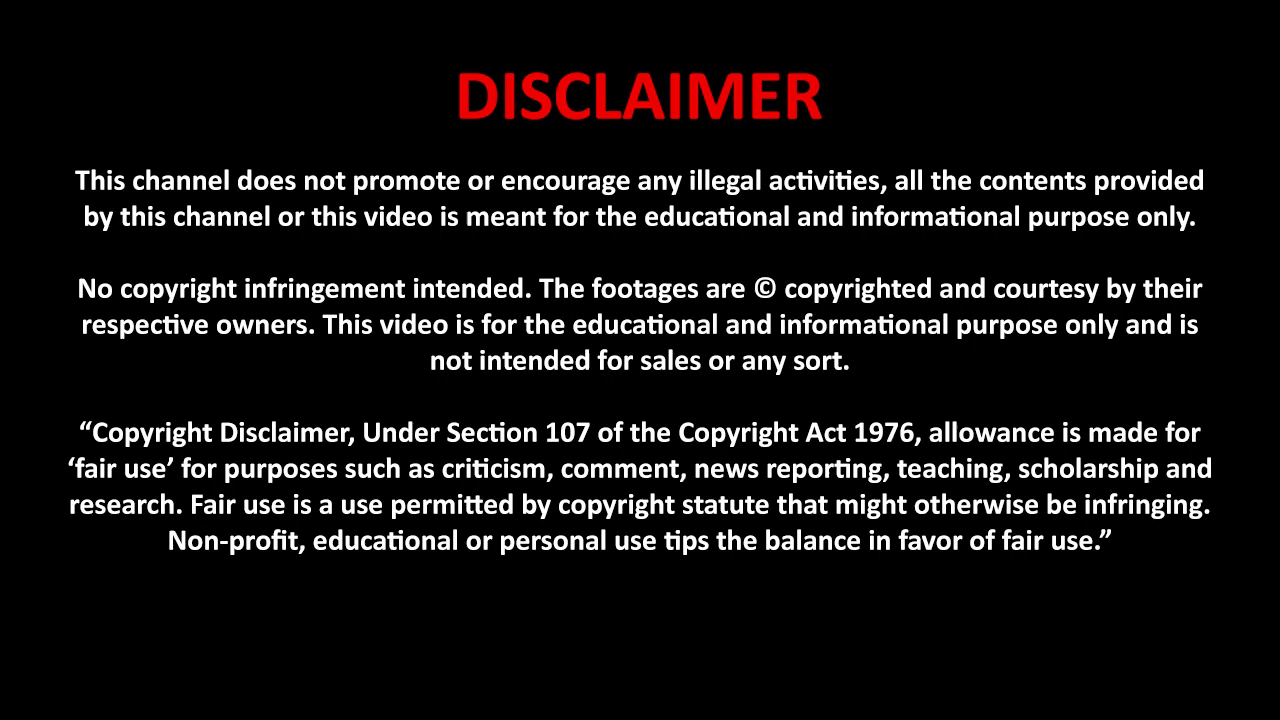 DISCLAIMER
This channel does not promote or encourage any illegal activities, all the contents provided
by this channel or this video is meant for the educational and informational purpose only.
No copyright infringement intended. The footages are © copyrighted and courtesy by their
respective owners. This video is for the educational and informational purpose only and is
not intended for sales or any sort.
“Copyright Disclaimer, Under Section 107 of the Copyright Act 1976, allowance is made for
‘fair use’ for purposes such as criticism, comment, news reporting, teaching, scholarship and
research. Fair use is a use permitted by copyright statute that might otherwise be infringing.
Non-profit, educational or personal use tips the balance in favor of fair use.”